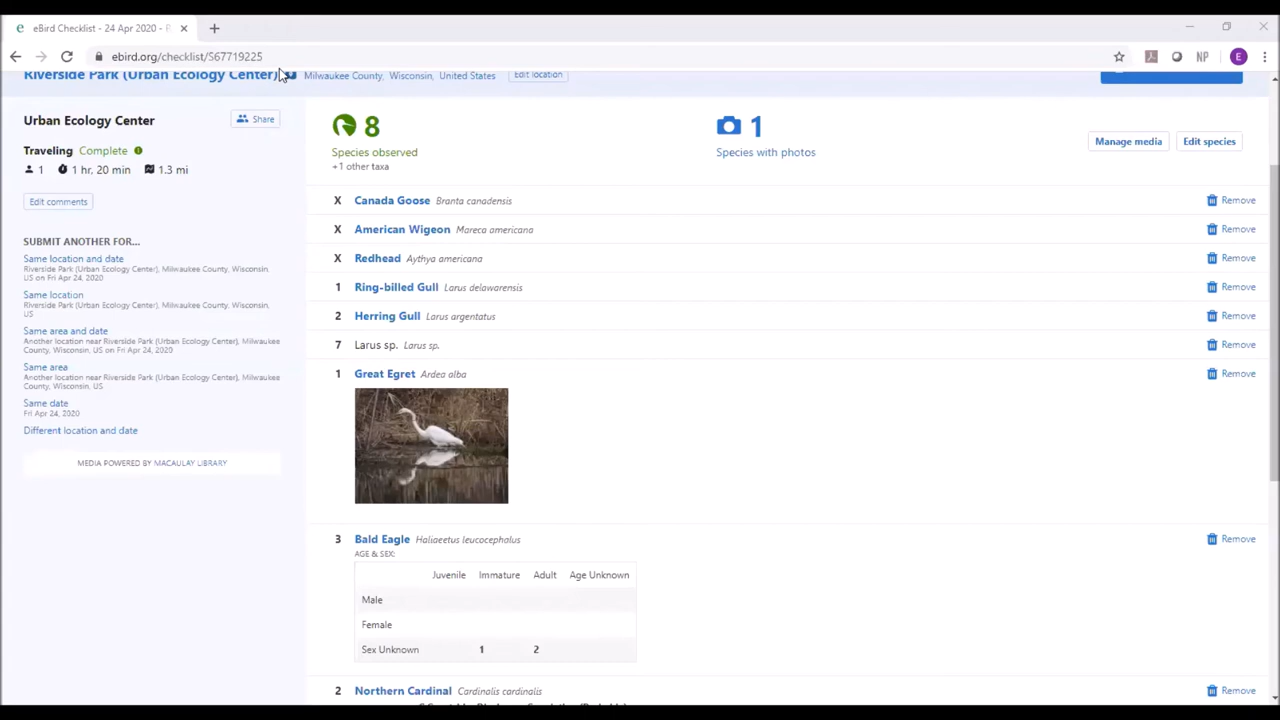 eBird Checklist - 24 Apr 2020 - R
ebird.org/checklist/S67719225
NP
E
Riverside Park (Urban Ecology Center) Milwaukee County, Wisconsin, United States Edit location
Urban Ecology Center
Share
Traveling Complete
1 1 hr, 20 min 1.3 mi
Edit comments
SUBMIT ANOTHER FOR...
Same location and date
Riverside Park (Urban Ecology Center), Milwaukee County, Wisconsin,
US on Fri Apr 24, 2020
Same location
Riverside Park (Urban Ecology Center), Milwaukee County, Wisconsin,
US
Same area and date
Another location near Riverside Park (Urban Ecology Center), Milwaukee
County, Wisconsin, US on Fri Apr 24, 2020
Same area
Another location near Riverside Park (Urban Ecology Center), Milwaukee
County, Wisconsin, US
Same date
Fri Apr 24, 2020
Different location and date
MEDIA POWERED BY MACAULAY LIBRARY
8
Species observed
+1 other taxa
1
Species with photos
Manage media Edit species
X Canada Goose Branta canadensis Remove
X American Wigeon Mareca americana Remove
X Redhead Aythya americana Remove
1 Ring-billed Gull Larus delawarensis Remove
2 Herring Gull Larus argentatus Remove
7 Larus sp. Larus sp. Remove
1 Great Egret Ardea alba Remove
3 Bald Eagle Haliaeetus leucocephalus Remove
AGE & SEX:
Juvenile Immature Adult Age Unknown
Male
Female
Sex Unknown 1 2
2 Northern Cardinal Cardinalis cardinalis Remove